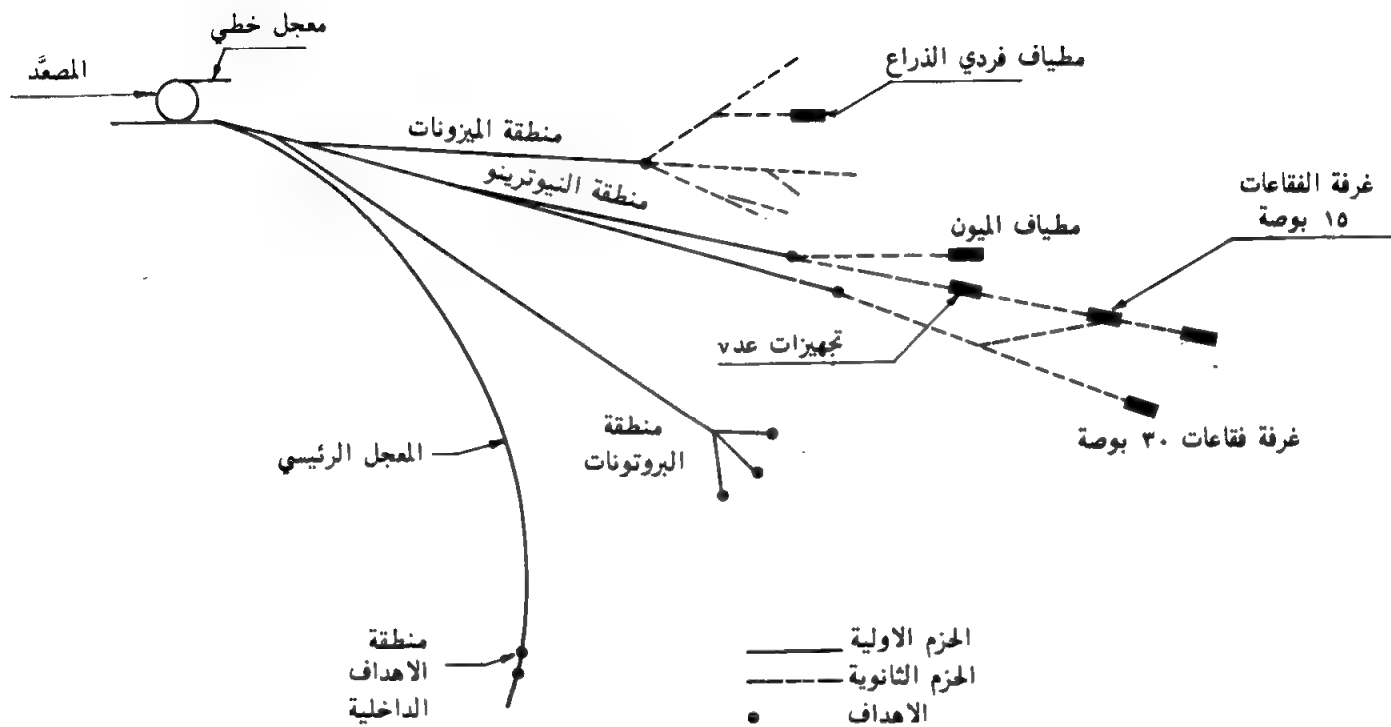 معجل خطي
المصعَّد
مطياف فردي الذراع
منطقة الميزونات
منطقة النيوترينو
غرفة الفقاعات
١٥ بوصة
مطياف الميون
تجهيزات عد v
منطقة
البروتونات
غرفة فقاعات ٣٠ بوصة
المعجل الرئيسي
منطقة
الاهداف
الداخلية
الحزم الاولية
الحزم الثانوية
الاهداف